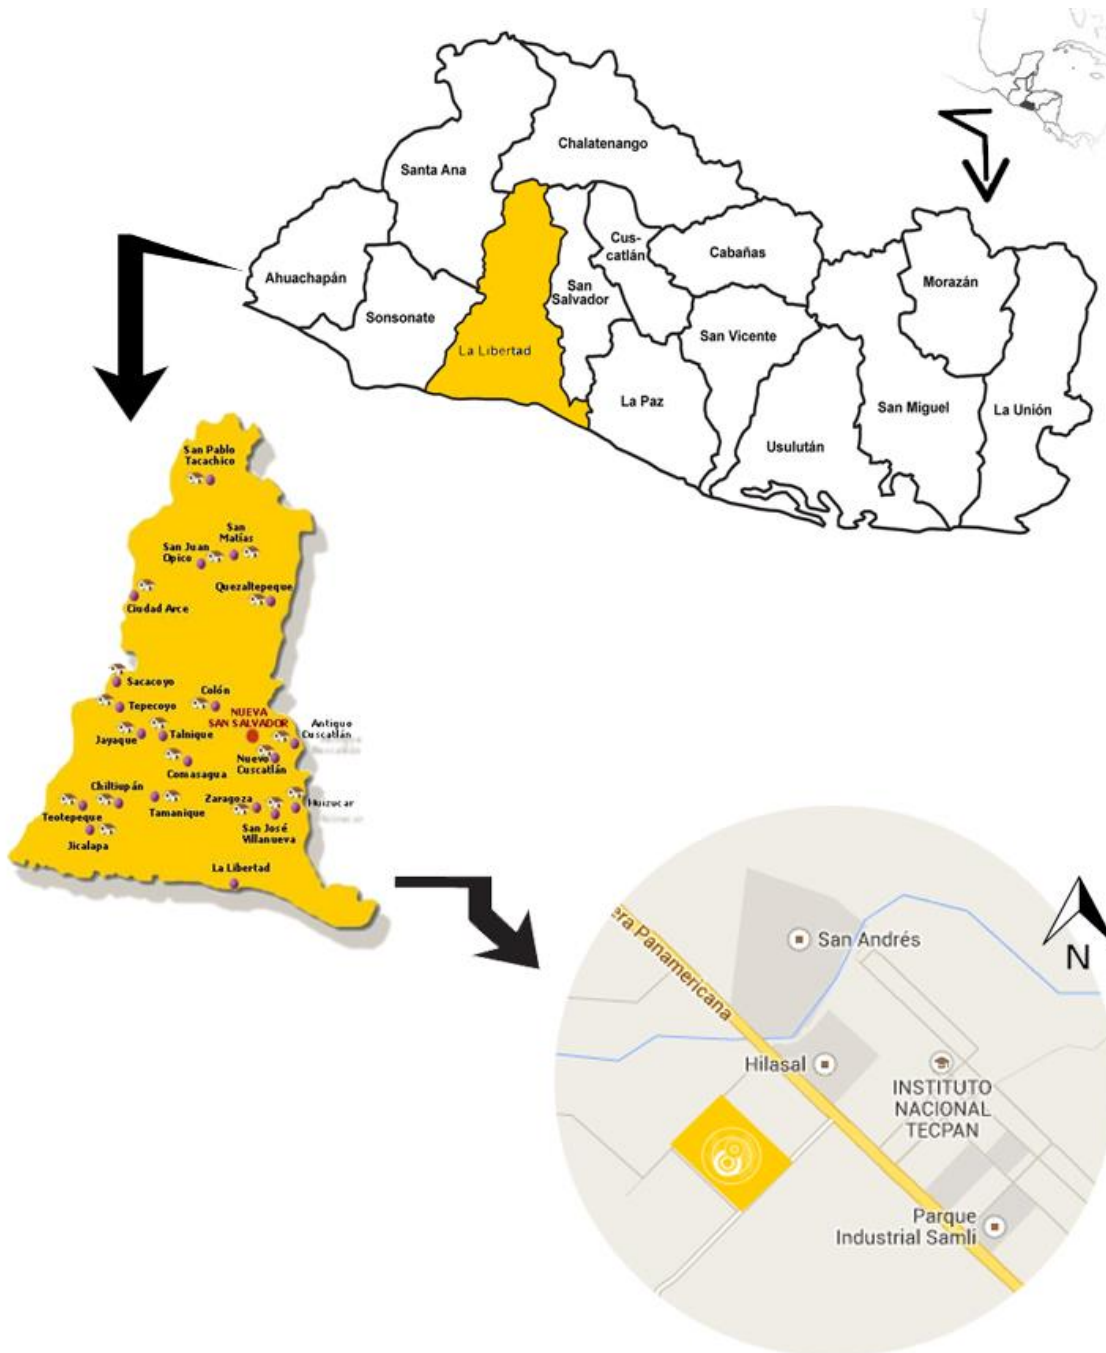 Chalatenango
Santa Ana
Cus-
catlán
Cabañas
Morazán
Ahuachapán
San
Salvador
Sonsonate
San Vicente
La Libertad
La Paz
San Miguel
La Unión
Usulután
San Pablo
Tacachico
San
Matías
San Juan
Opico
Quezaltepeque
Ciudad Arce
Sacacoyo
Colón
Tepecoyo
NUEVA
SAN SALVADOR
Antiguo
Cuscatlán
Jayaque
Talnique
Nuevo
Cuscatlán
Comasagua
Chiltiupán
Zaragoza
Huizucar
Teotepeque
Tamanique
San José
Villanueva
Jicalapa
La Libertad
era Panamericana
San Andrés
N
Hilasal
INSTITUTO
NACIONAL
TECPAN
Parque
Industrial Samli